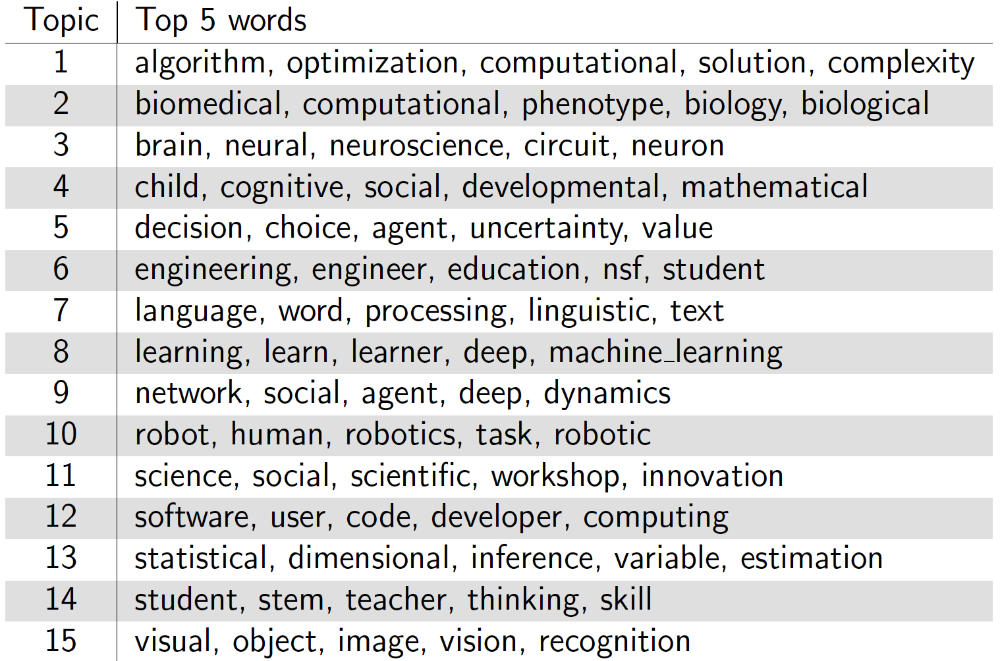 Topic Top 5 words
1 algorithm, optimization, computational, solution, complexity
2 biomedical, computational, phenotype, biology, biological
3 brain, neural, neuroscience, circuit, neuron
4 child, cognitive, social, developmental, mathematical
5 decision, choice, agent, uncertainty, value
6 engineering, engineer, education, nsf, student
7 language, word, processing, linguistic, text
8 learning, learn, learner, deep, machine_learning
9 network, social, agent, deep, dynamics
10 robot, human, robotics, task, robotic
11 science, social, scientific, workshop, innovation
12 software, user, code, developer, computing
13 statistical, dimensional, inference, variable, estimation
14 student, stem, teacher, thinking, skill
15 visual, object, image, vision, recognition